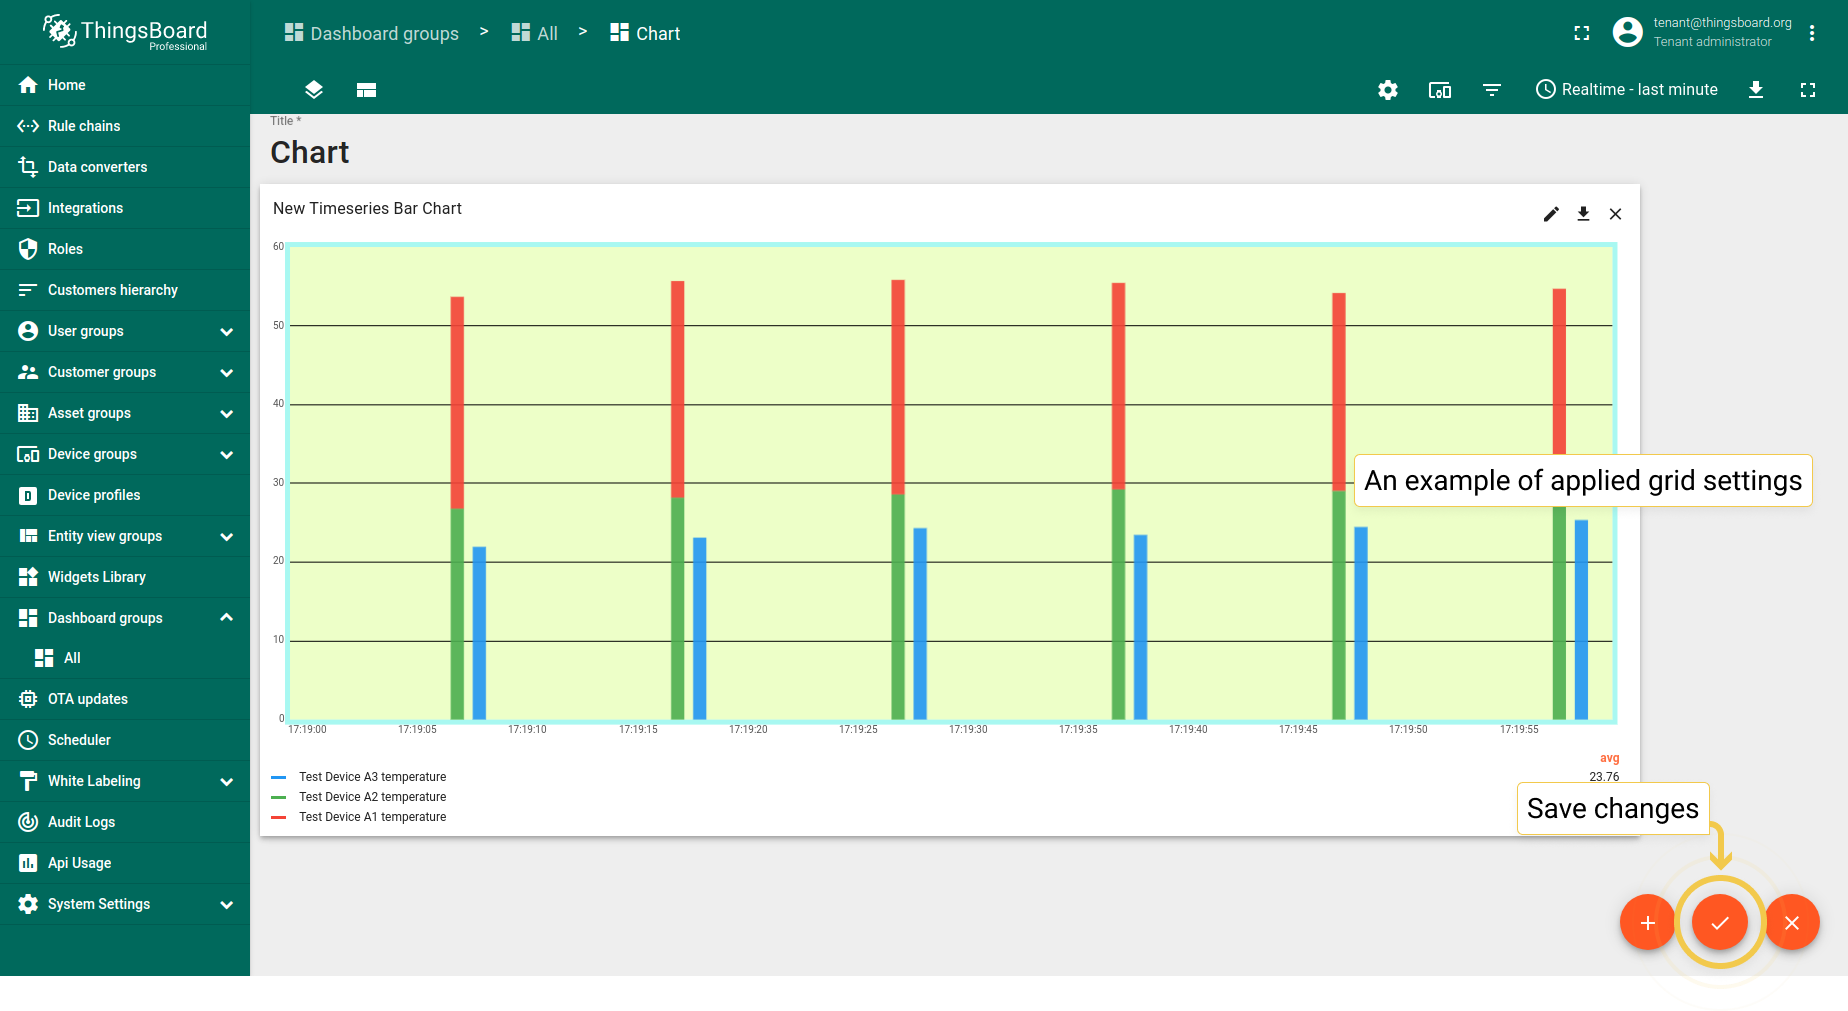 ThingsBoard
Professional
Home
Rule chains
Data converters
Integrations
Roles
Customers hierarchy
User groups
Customer groups
Asset groups
Device groups
Device profiles
Entity view groups
Widgets Library
Dashboard groups
All
OTA updates
Scheduler
White Labeling
Audit Logs
Api Usage
System Settings
Dashboard groups > All > Chart
tenant@thingsboard.org
Tenant administrator
Realtime - last minute
Title *
Chart
New Timeseries Bar Chart
60
50
40
30
20
10
0
17:19:00 17:19:05 17:19:10 17:19:15 17:19:20 17:19:25 17:19:30 17:19:35 17:19:40 17:19:45 17:19:50 17:19:55
An example of applied grid settings
avg
Test Device A3 temperature 23.76
Test Device A2 temperature
Test Device A1 temperature
Save changes